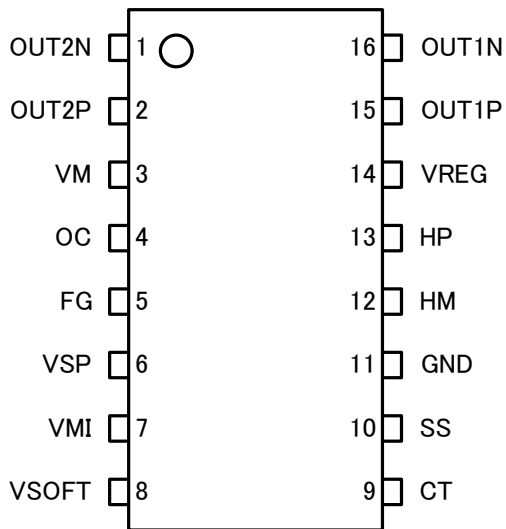 OUT2N 1 16 OUT1N
OUT2P 2 15 OUT1P
VM 3 14 VREG
OC 4 13 HP
FG 5 12 HM
VSP 6 11 GND
VMI 7 10 SS
VSOFT 8 9 CT